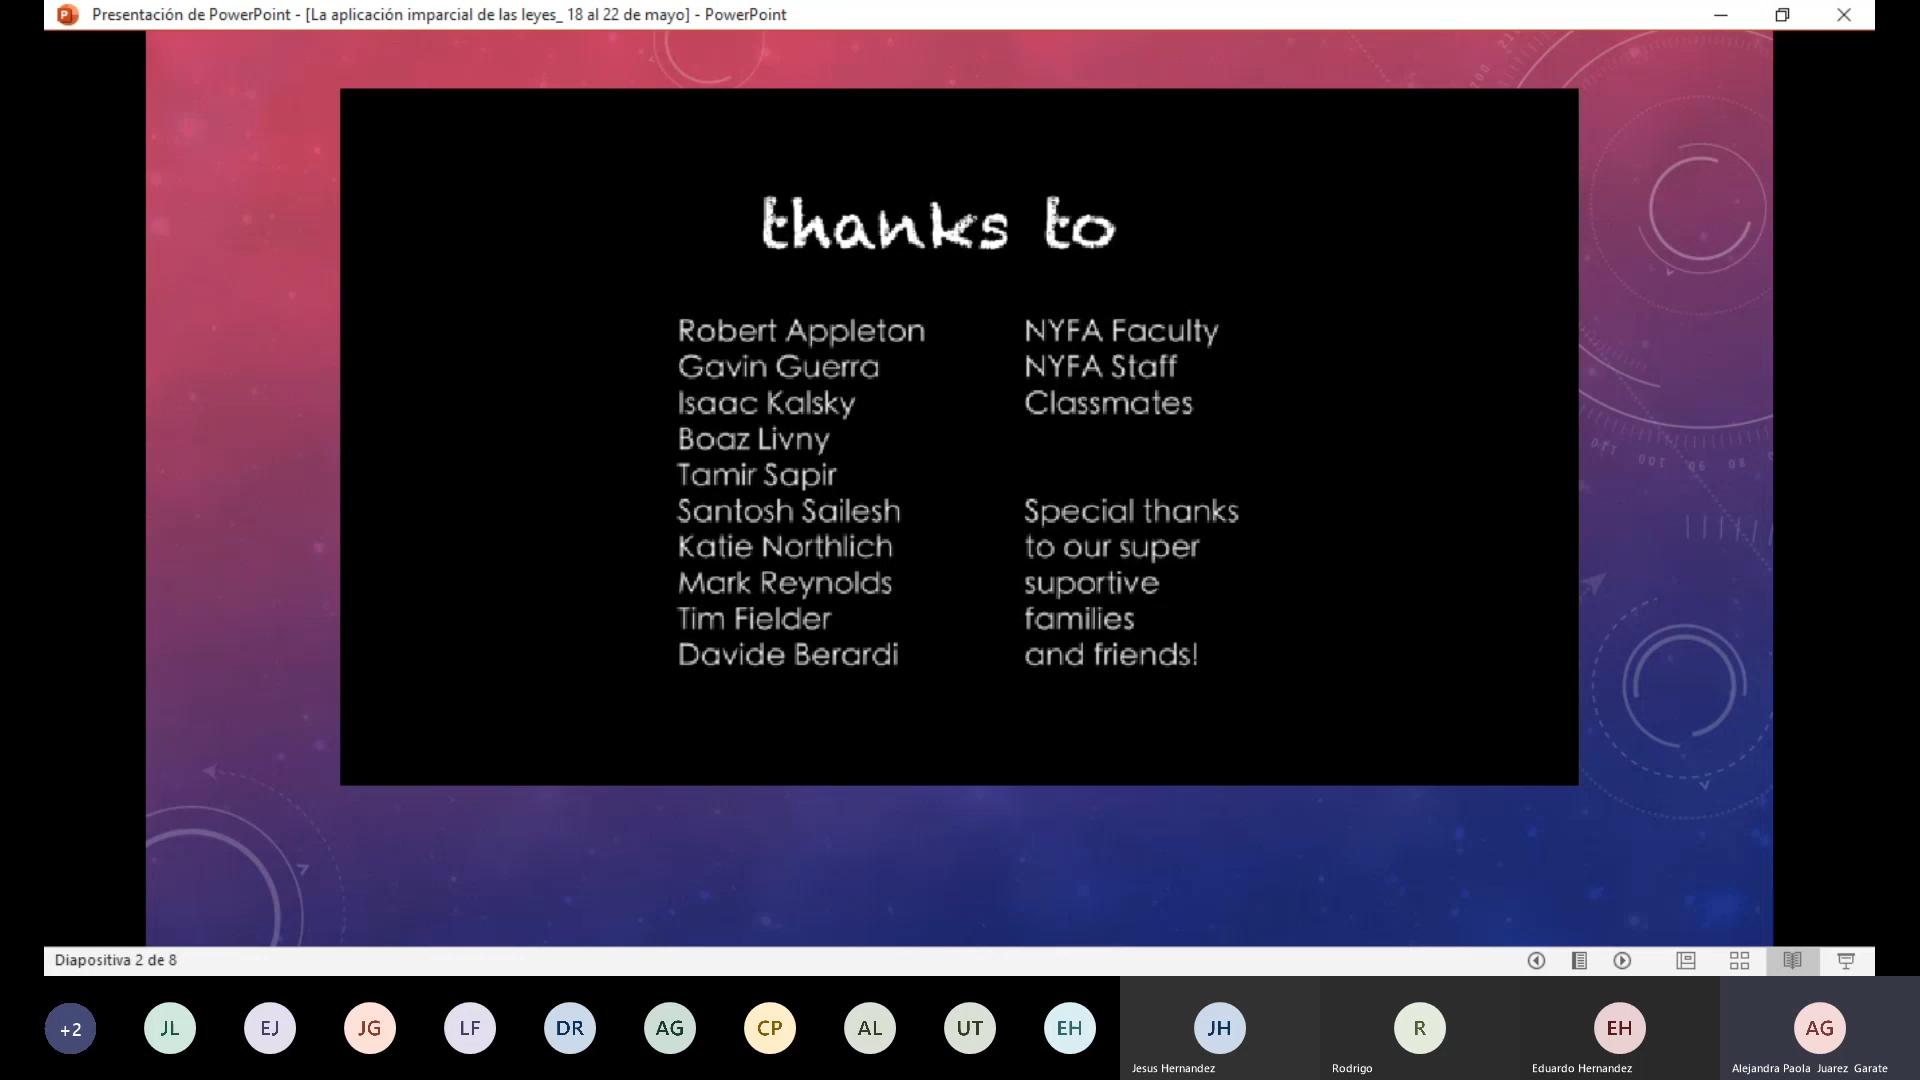 Presentación de PowerPoint - [La aplicación imparcial de las leyes_ 18 al 22 de mayo] - PowerPoint
thanks to
Robert Appleton
Gavin Guerra
Isaac Kalsky
Boaz Livny
Tamir Sapir
Santosh Sailesh
Katie Northlich
Mark Reynolds
Tim Fielder
Davide Berardi
NYFA Faculty
NYFA Staff
Classmates
Special thanks
to our super
suportive
families
and friends!
Diapositiva 2 de 8
+2
JL
EJ
JG
LF
DR
AG
CP
AL
UT
EH
JH
Jesus Hernandez
R
Rodrigo
EH
Eduardo Hernandez
AG
Alejandra Paola Juarez Garate